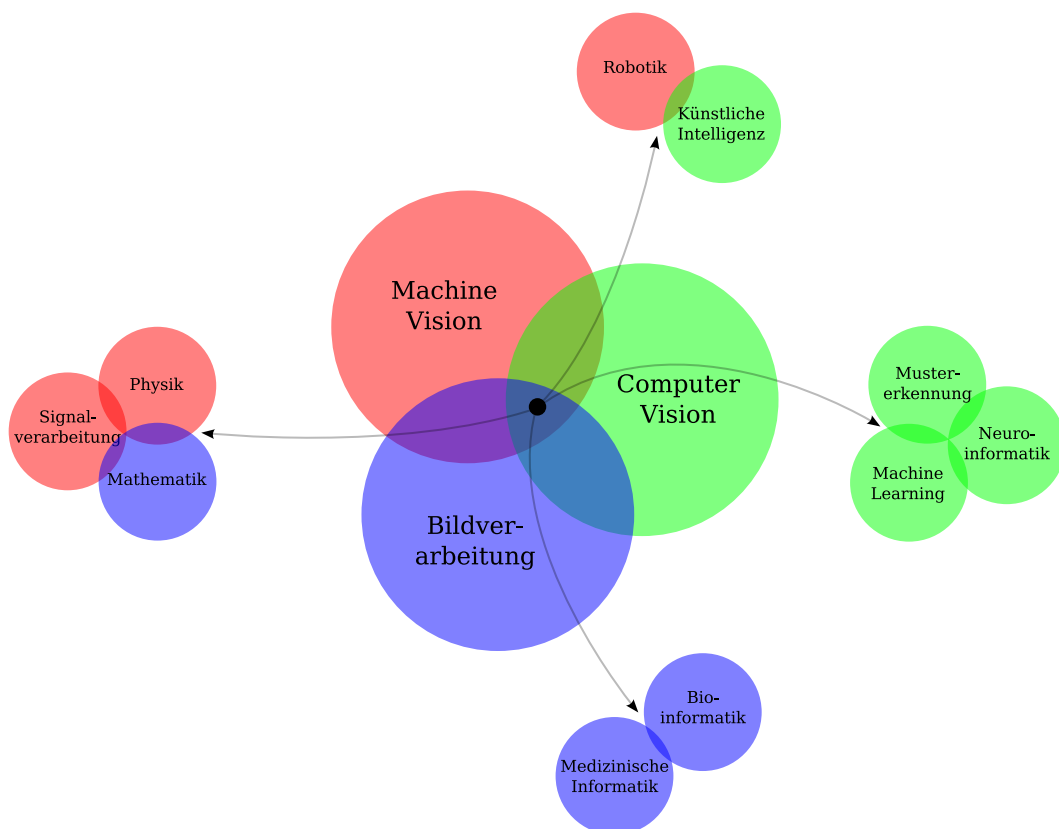 Robotik
Künstliche
Intelligenz
Machine
Vision
Computer
Vision
Bildver-
arbeitung
Physik
Signal-
verarbeitung
Mathematik
Muster-
erkennung
Neuro-
informatik
Machine
Learning
Bio-
informatik
Medizinische
Informatik